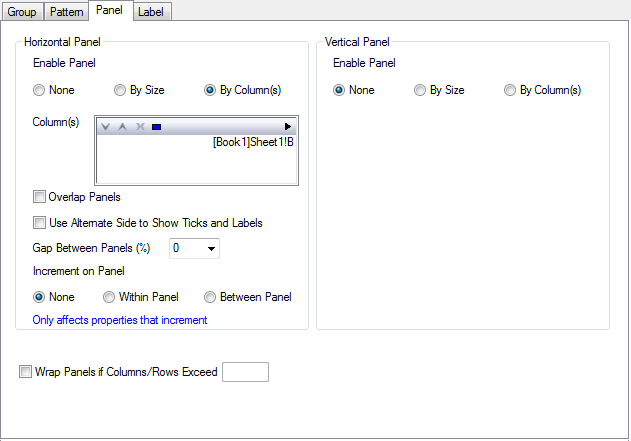 Group Pattern Panel Label
Horizontal Panel
Enable Panel
None By Size By Column(s)
Column(s)
[Book1]Sheet1!B
Overlap Panels
Use Alternate Side to Show Ticks and Labels
Gap Between Panels (%) 0
Increment on Panel
None Within Panel Between Panel
Only affects properties that increment
Vertical Panel
Enable Panel
None By Size By Column(s)
Wrap Panels if Columns/Rows Exceed